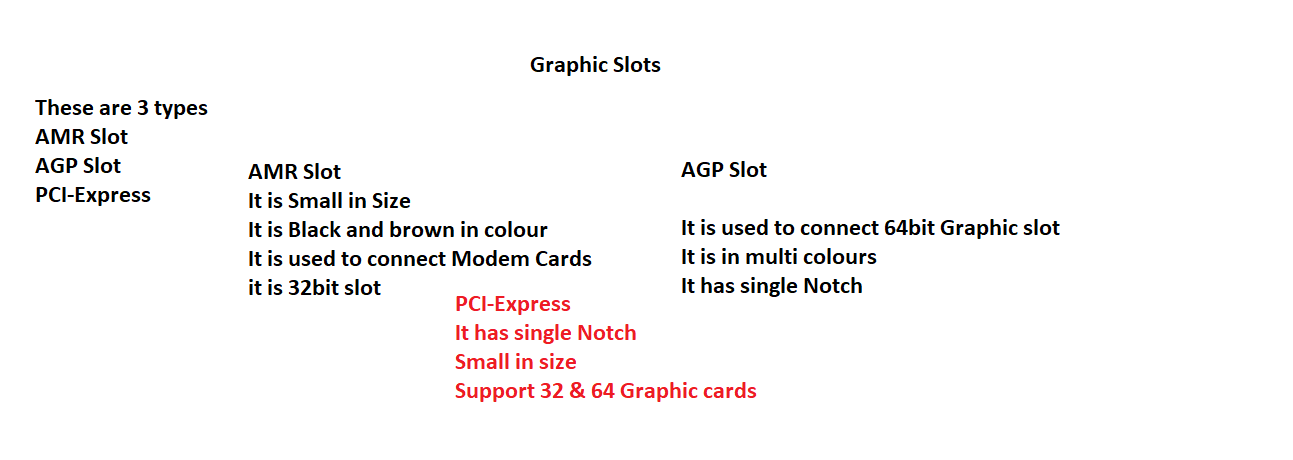 Graphic Slots
These are 3 types
AMR Slot
AGP Slot
PCI-Express
AMR Slot
It is Small in Size
It is Black and brown in colour
It is used to connect Modem Cards
it is 32bit slot
AGP Slot
It is used to connect 64bit Graphic slot
It is in multi colours
It has single Notch
PCI-Express
It has single Notch
Small in size
Support 32 & 64 Graphic cards